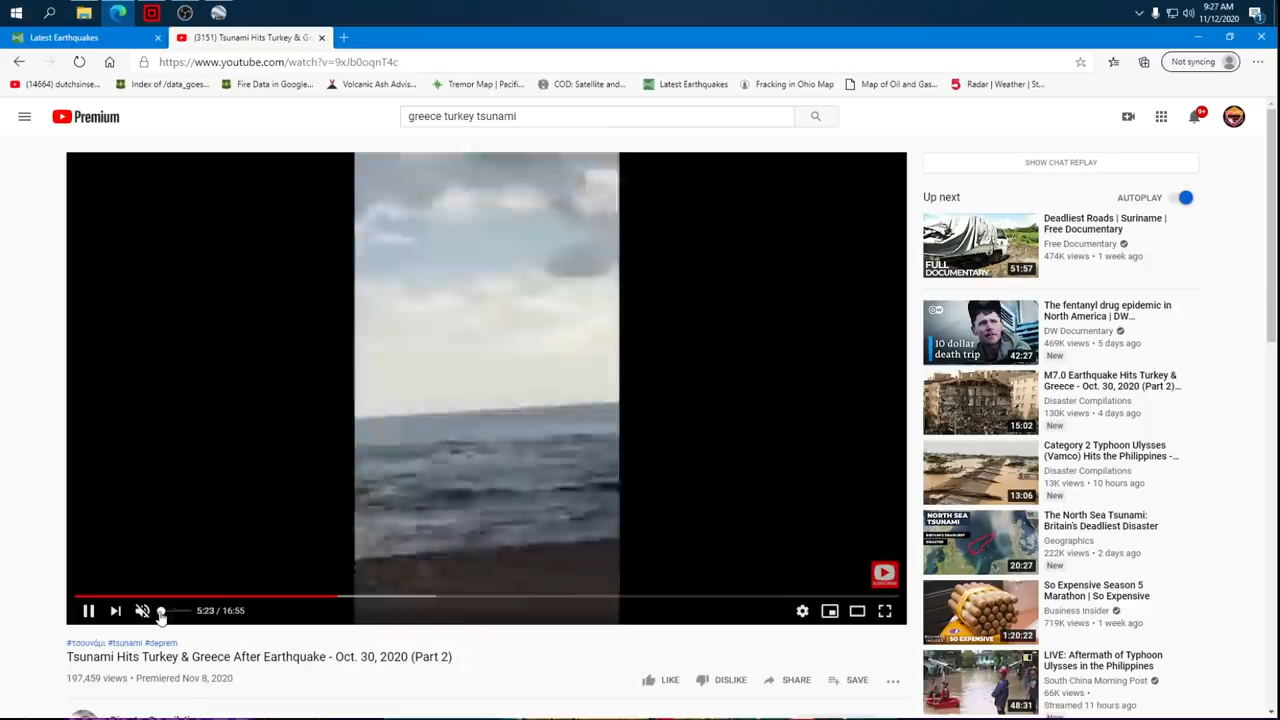 9:27 AM
11/12/2020
Latest Earthquakes
(3151) Tsunami Hits Turkey & Gr
https://www.youtube.com/watch?v=9xJb0oqnT4c
Not syncing
(14664) dutchsinse...
Index of /data_goes...
Fire Data in Google...
Volcanic Ash Advis...
Tremor Map | Pacifi...
COD: Satellite and...
Latest Earthquakes
Fracking in Ohio Map
Map of Oil and Gas...
Radar | Weather | St...
Premium
greece turkey tsunami
9+
SHOW CHAT REPLAY
Up next
AUTOPLAY
Deadliest Roads | Suriname |
Free Documentary
Free Documentary
474K views • 1 week ago
FULL
DOCUMENTARY
51:57
The fentanyl drug epidemic in
North America | DW...
DW Documentary
469K views • 5 days ago
New
10 dollar
death trip
42:27
M7.0 Earthquake Hits Turkey &
Greece - Oct. 30, 2020 (Part 2)...
Disaster Compilations
130K views • 4 days ago
New
15:02
Category 2 Typhoon Ulysses
(Vamco) Hits the Philippines -...
Disaster Compilations
13K views • 10 hours ago
New
13:06
The North Sea Tsunami:
Britain's Deadliest Disaster
Geographics
222K views • 2 days ago
New
NORTH SEA
TSUNAMI
20:27
So Expensive Season 5
Marathon | So Expensive
Business Insider
719K views • 1 week ago
SO EXPENSIVE
1:20:22
LIVE: Aftermath of Typhoon
Ulysses in the Philippines
South China Morning Post
66K views •
Streamed 11 hours ago
48:31
5:23 / 16:55
#τσουνάμι #tsunami #deprem
Tsunami Hits Turkey & Greece After Earthquake - Oct. 30, 2020 (Part 2)
197,459 views • Premiered Nov 8, 2020
LIKE
DISLIKE
SHARE
SAVE